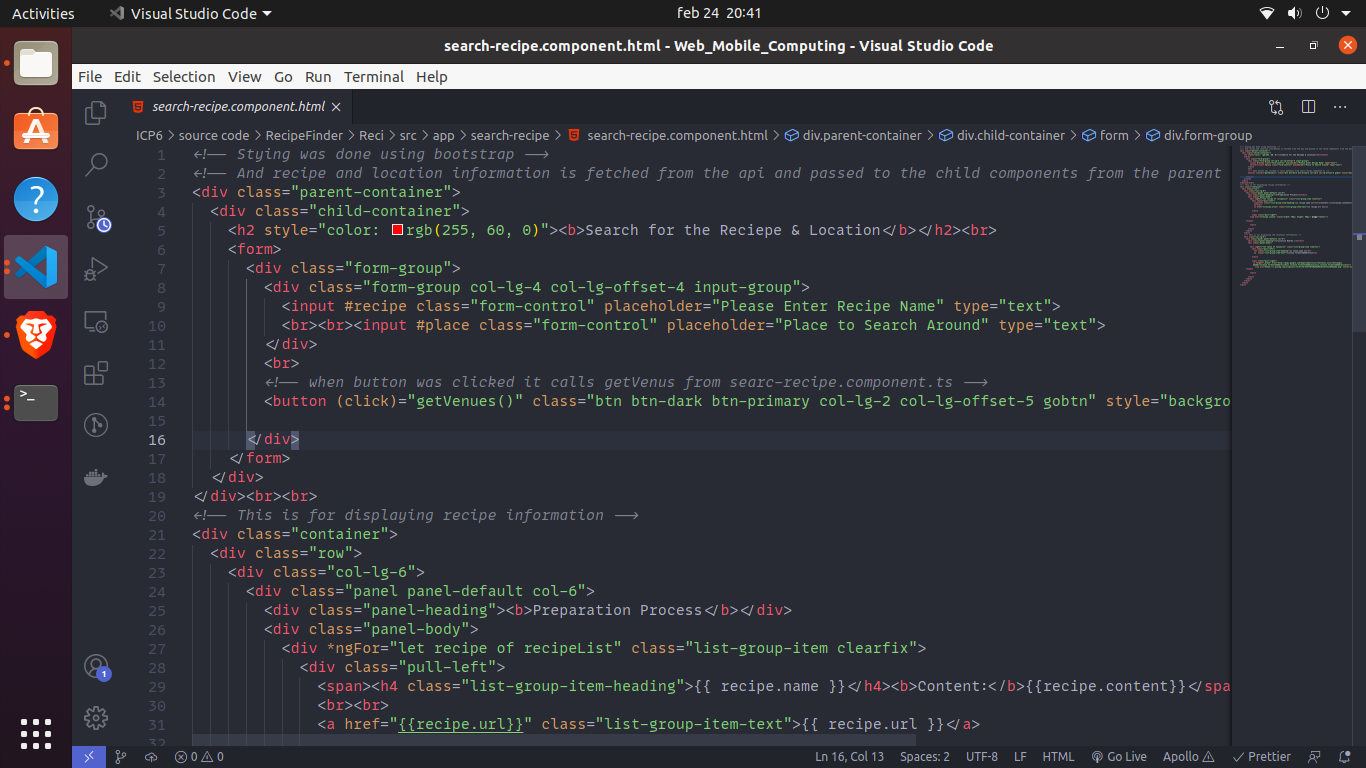 Activities
Visual Studio Code
feb 24 20:41
search-recipe.component.html - Web_Mobile_Computing - Visual Studio Code
File Edit Selection View Go Run Terminal Help
search-recipe.component.html
ICP6 > source code > RecipeFinder > Reci > src > app > search-recipe > search-recipe.component.html > div.parent-container > div.child-container > form > div.form-group
1 <!-- Stying was done using bootstrap -->
2 <!-- And recipe and location information is fetched from the api and passed to the child components from the parent
3 <div class="parent-container">
4 <div class="child-container">
5 <h2 style="color: rgb(255, 60, 0)"><b>Search for the Reciepe & Location</b></h2><br>
6 <form>
7 <div class="form-group">
8 <div class="form-group col-lg-4 col-lg-offset-4 input-group">
9 <input #recipe class="form-control" placeholder="Please Enter Recipe Name" type="text">
10 <br><br><input #place class="form-control" placeholder="Place to Search Around" type="text">
11 </div>
12 <br>
13 <!-- when button was clicked it calls getVenus from searc-recipe.component.ts -->
14 <button (click)="getVenues()" class="btn btn-dark btn-primary col-lg-2 col-lg-offset-5 gobtn" style="backgro
15
16 </div>
17 </form>
18 </div>
19 </div><br><br>
20 <!-- This is for displaying recipe information -->
21 <div class="container">
22 <div class="row">
23 <div class="col-lg-6">
24 <div class="panel panel-default col-6">
25 <div class="panel-heading"><b>Preparation Process</b></div>
26 <div class="panel-body">
27 <div *ngFor="let recipe of recipeList" class="list-group-item clearfix">
28 <div class="pull-left">
29 <span><h4 class="list-group-item-heading">{{ recipe.name }}</h4><b>Content:</b>{{recipe.content}}</spa
30 <br><br>
31 <a href="{{recipe.url}}" class="list-group-item-text">{{ recipe.url }}</a>
32
1
0 0
Ln 16, Col 13 Spaces: 2 UTF-8 LF HTML Go Live Apollo Prettier